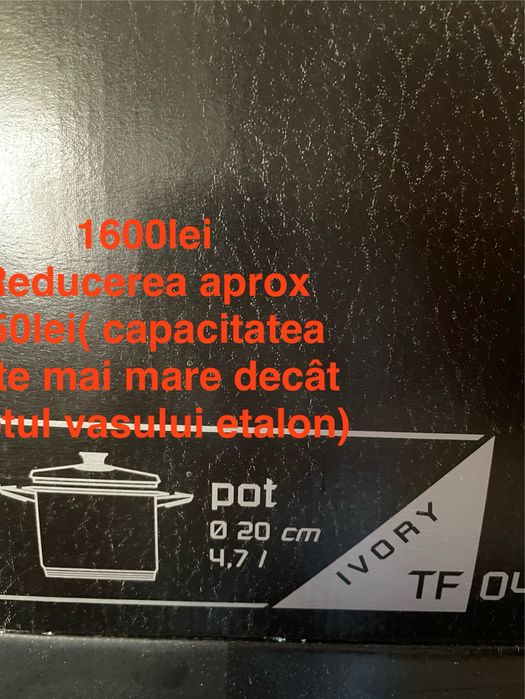 1600lei
Reducerea aprox
50lei( capacitatea
te mai mare decât
tul vasului etalon)
pot
Ø 20 cm
4,7 l
IVORY
TF 04